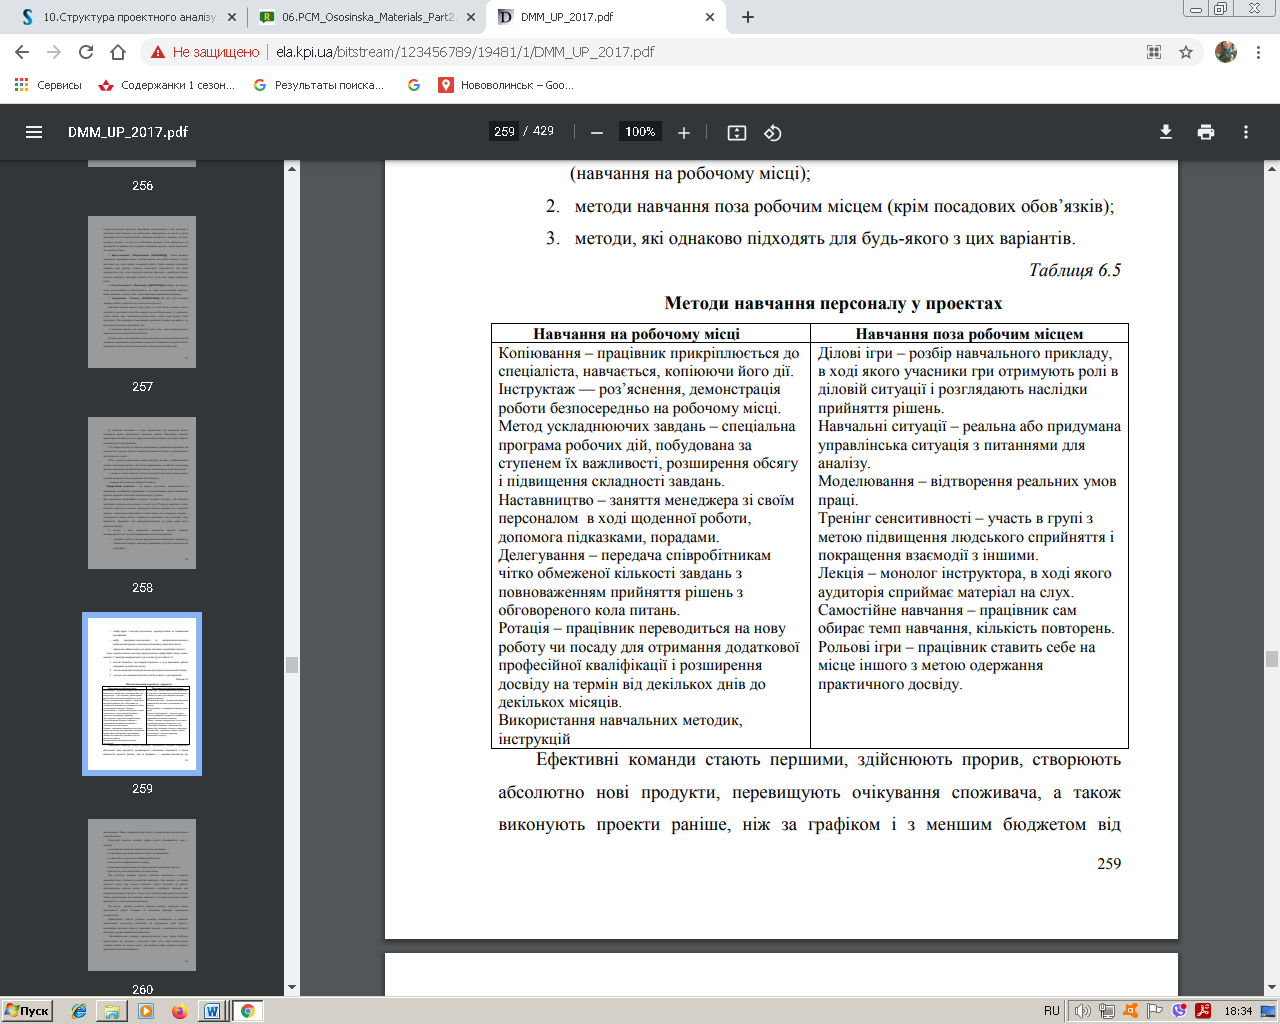 10.Структура проектного аналізу
06.PCM_Ososinska_Materials_Part2
DMM_UP_2017.pdf
Не защищено
ela.kpi.ua/bitstream/123456789/19481/1/DMM_UP_2017.pdf
Сервисы
Содержанки 1 сезон...
Результаты поиска...
Нововолинськ – Goo...
DMM_UP_2017.pdf
259 / 429
100%
256
257
258
259
260
(навчання на робочому місці);
2. методи навчання поза робочим місцем (крім посадових обов’язків);
3. методи, які однаково підходять для будь-якого з цих варіантів.
Таблиця 6.5
Методи навчання персоналу у проектах
Навчання на робочому місці
Копіювання – працівник прикріплюється до
спеціаліста, навчається, копіюючи його дії.
Інструктаж — роз’яснення, демонстрація
роботи безпосередньо на робочому місці.
Метод ускладнюючих завдань – спеціальна
програма робочих дій, побудована за
ступенем їх важливості, розширення обсягу
і підвищення складності завдань.
Наставництво – заняття менеджера зі своїм
персоналом в ході щоденної роботи,
допомога підказками, порадами.
Делегування – передача співробітникам
чітко обмеженої кількості завдань з
повноваженням прийняття рішень з
обговореного кола питань.
Ротація – працівник переводиться на нову
роботу чи посаду для отримання додаткової
професійної кваліфікації і розширення
досвіду на термін від декількох днів до
декількох місяців.
Використання навчальних методик,
інструкцій
Навчання поза робочим місцем
Ділові ігри – розбір навчального прикладу,
в ході якого учасники гри отримують ролі в
діловій ситуації і розглядають наслідки
прийняття рішень.
Навчальні ситуації – реальна або придумана
управлінська ситуація з питаннями для
аналізу.
Моделювання – відтворення реальних умов
праці.
Тренінг сенситивності – участь в групі з
метою підвищення людського сприйняття і
покращення взаємодії з іншими.
Лекція – монолог інструктора, в ході якого
аудиторія сприймає матеріал на слух.
Самостійне навчання – працівник сам
обирає темп навчання, кількість повторень.
Рольові ігри – працівник ставить себе на
місце іншого з метою одержання
практичного досвіду.
Ефективні команди стають першими, здійснюють прорив, створюють
абсолютно нові продукти, перевищують очікування споживача, а також
виконують проекти раніше, ніж за графіком і з меншим бюджетом від
259
Пуск
RU
18:34